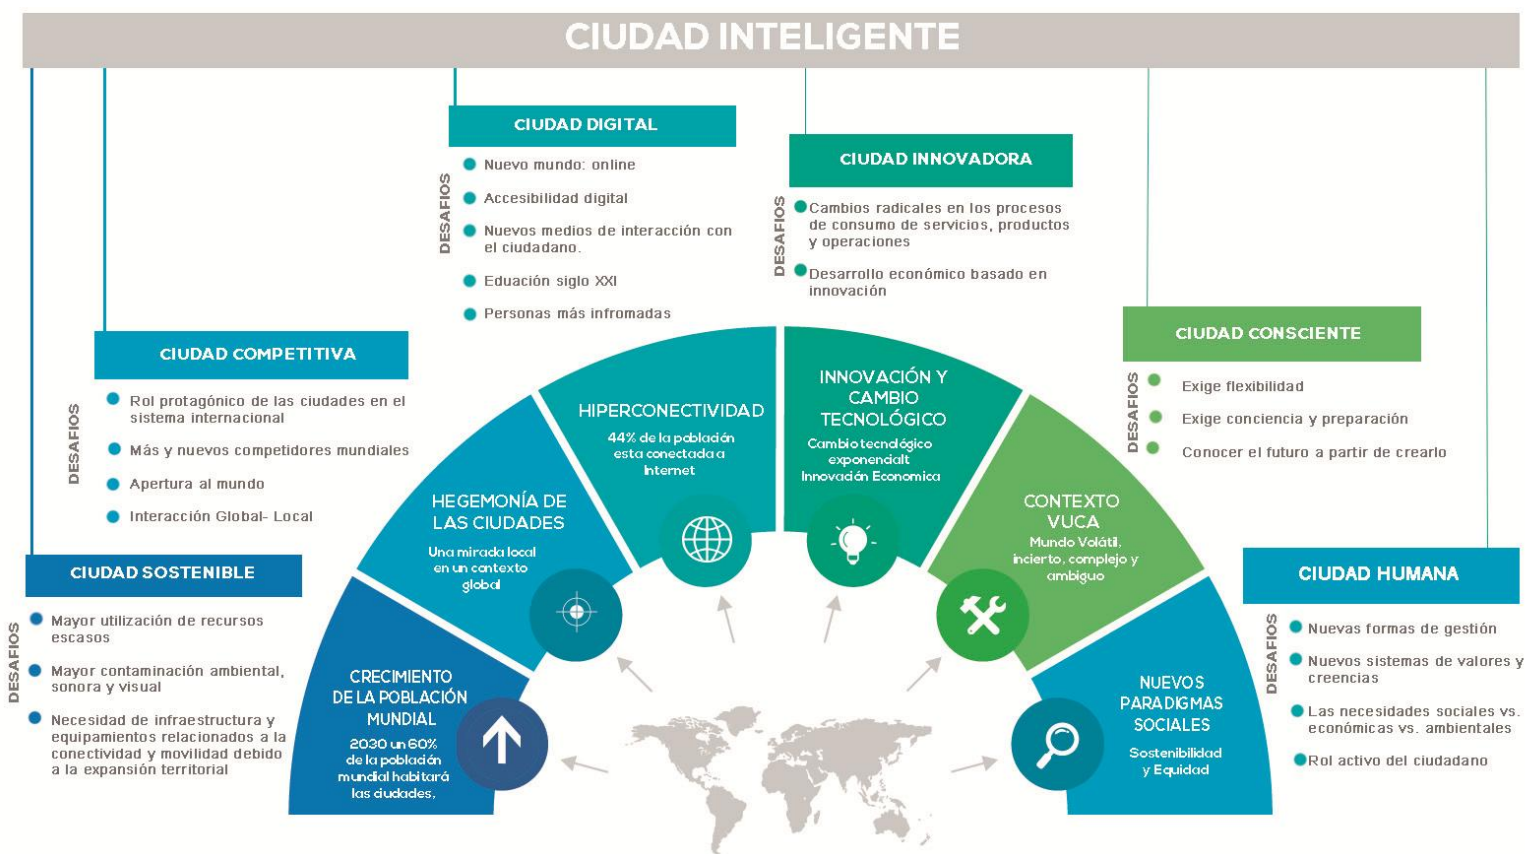 CIUDAD INTELIGENTE
CIUDAD DIGITAL
DESAFIOS
Nuevo mundo: online
Accesibilidad digital
Nuevos medios de interacción con
el ciudadano.
Eduación siglo XXI
Personas más infromadas
CIUDAD INNOVADORA
DESAFIOS
Cambios radicales en los procesos
de consumo de servicios, productos
y operaciones
Desarrollo económico basado en
innovación
CIUDAD COMPETITIVA
DESAFIOS
Rol protagónico de las ciudades en el
sistema internacional
Más y nuevos competidores mundiales
Apertura al mundo
Interacción Global- Local
CIUDAD CONSCIENTE
DESAFIOS
Exige flexibilidad
Exige conciencia y preparación
Conocer el futuro a partir de crearlo
CIUDAD SOSTENIBLE
DESAFIOS
Mayor utilización de recursos
escasos
Mayor contaminación ambiental,
sonora y visual
Necesidad de infraestructura y
equipamientos relacionados a la
conectividad y movilidad debido
a la expansión territorial
CIUDAD HUMANA
DESAFIOS
Nuevas formas de gestión
Nuevos sistemas de valores y
creencias
Las necesidades sociales vs.
económicas vs. ambientales
Rol activo del ciudadano
CRECIMIENTO
DE LA POBLACIÓN
MUNDIAL
2030 un 60%
de la población
mundial habitará
las ciudades,
HEGEMONÍA DE
LAS CIUDADES
Una mirada local
en un contexto
global
HIPERCONECTIVIDAD
44% de la población
esta conectada a
Internet
INNOVACIÓN Y
CAMBIO
TECNOLÓGICO
Cambio tecnológico
exponencialt
Innovación Economica
CONTEXTO
VUCA
Mundo Volátil,
incierto, complejo y
ambiguo
NUEVOS
PARADIGMAS
SOCIALES
Sostenibilidad
y Equidad